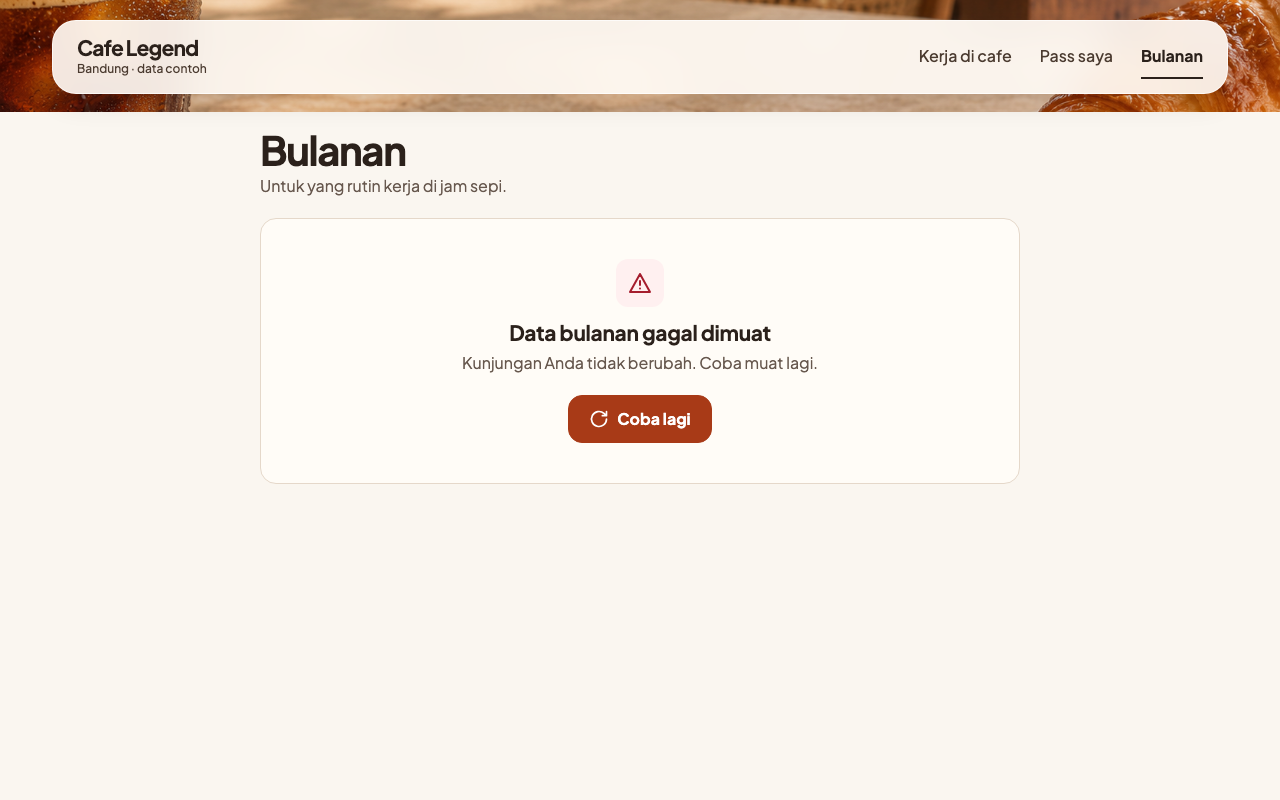 Cafe Legend
Bandung · data contoh
Kerja di cafe
Pass saya
Bulanan
Bulanan
Untuk yang rutin kerja di jam sepi.
Data bulanan gagal dimuat
Kunjungan Anda tidak berubah. Coba muat lagi.
Coba lagi